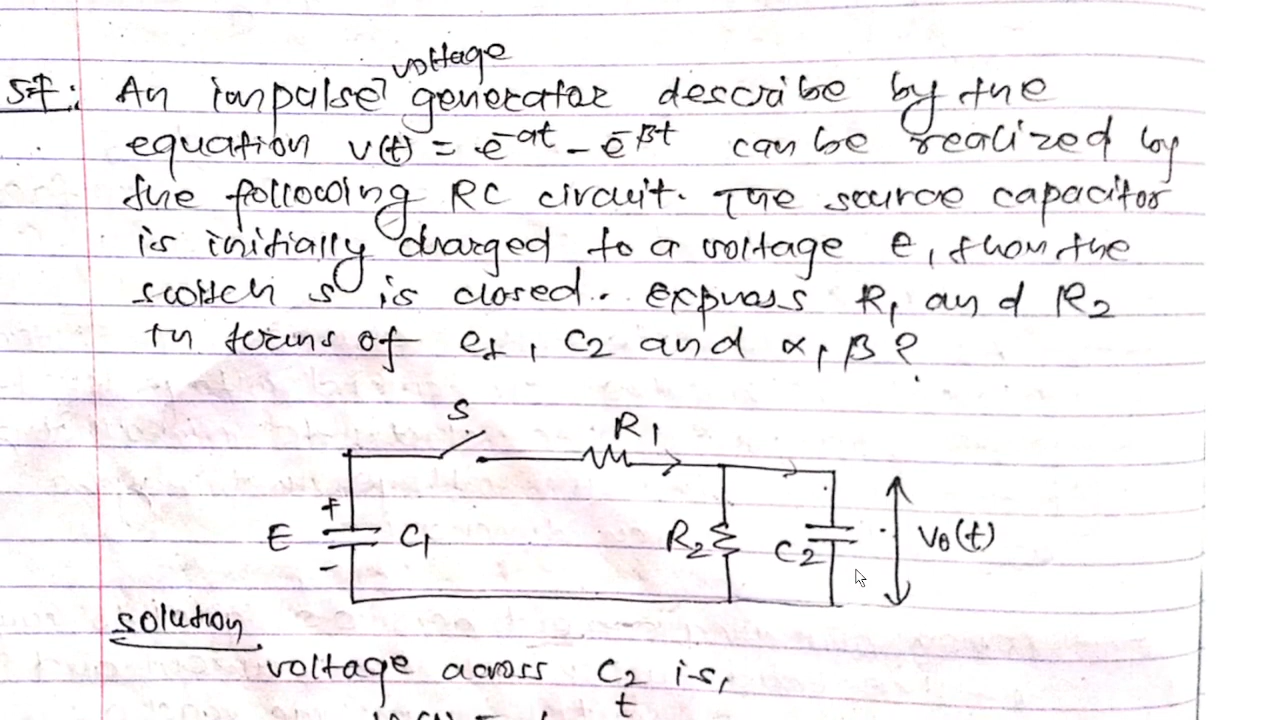 voltage
57: An impulse generator describe by the
equation v(t) = e^-αt - e^-βt can be realized by
the following RC circuit. The source capacitor
is initially charged to a voltage E, then the
switch S is closed. Express R1 and R2
in terms of C1, C2 and α, β?
S
R1
+
E
C1
R2
C2
V0(t)
-
solution
voltage across C2 is,
t